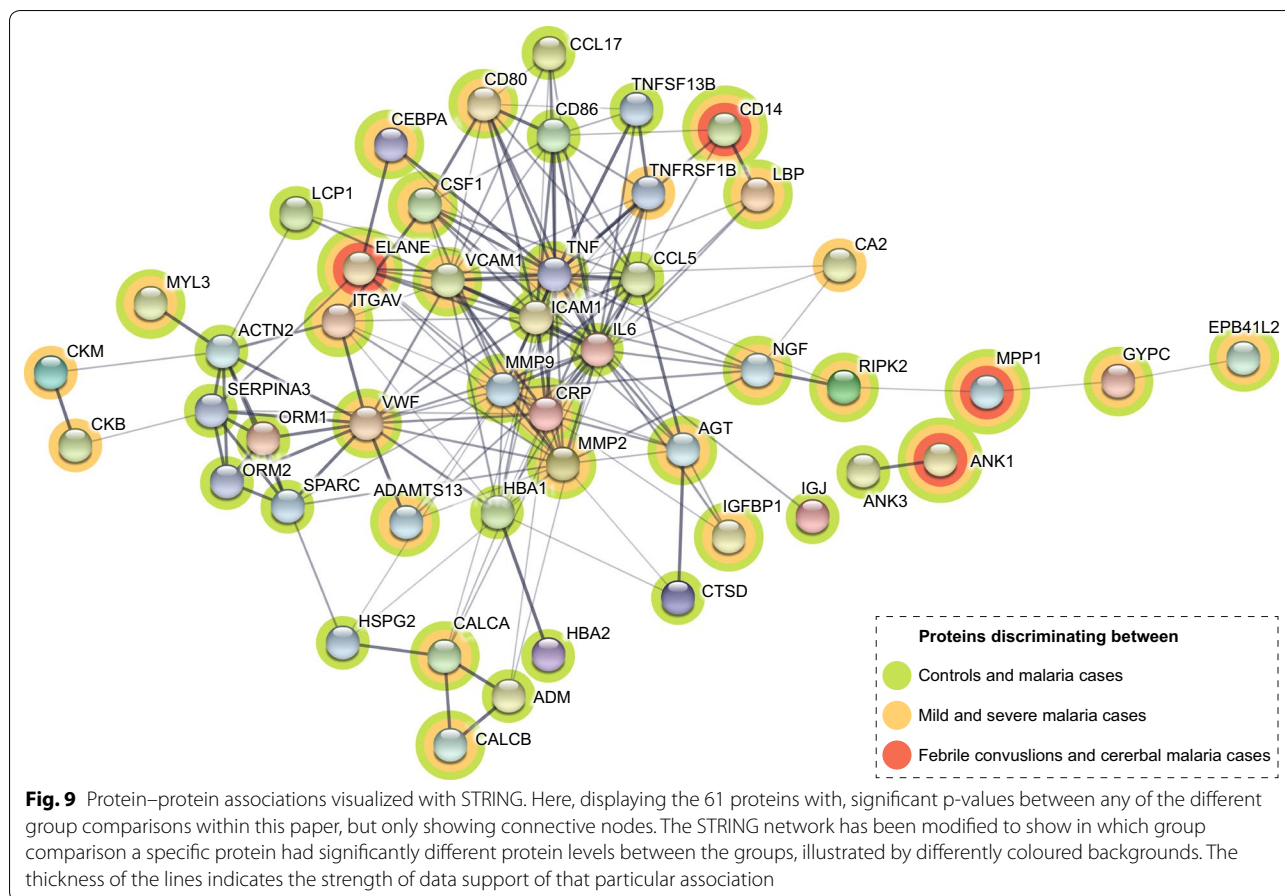 CCL17
CD80
TNFSF13B
CD86
CD14
CEBPA
TNFRSF1B
LBP
CSF1
LCP1
TNF
CA2
ELANE
VCAM1
CCL5
MYL3
ITGAV
ICAM1
EPB41L2
ACTN2
IL6
CKM
NGF
RIPK2
MPP1
GYPC
MMP9
SERPINA3
CRP
CKB
ORM1
VWF
AGT
MMP2
ANK1
ORM2
SPARC
ADAMTS13
HBA1
IGJ
ANK3
IGFBP1
CTSD
HSPG2
CALCA
HBA2
ADM
CALCB
Proteins discriminating between
Controls and malaria cases
Mild and severe malaria cases
Febrile convuslions and cererbal malaria cases
Fig. 9 Protein–protein associations visualized with STRING. Here, displaying the 61 proteins with, significant p-values between any of the different
group comparisons within this paper, but only showing connective nodes. The STRING network has been modified to show in which group
comparison a specific protein had significantly different protein levels between the groups, illustrated by differently coloured backgrounds. The
thickness of the lines indicates the strength of data support of that particular association